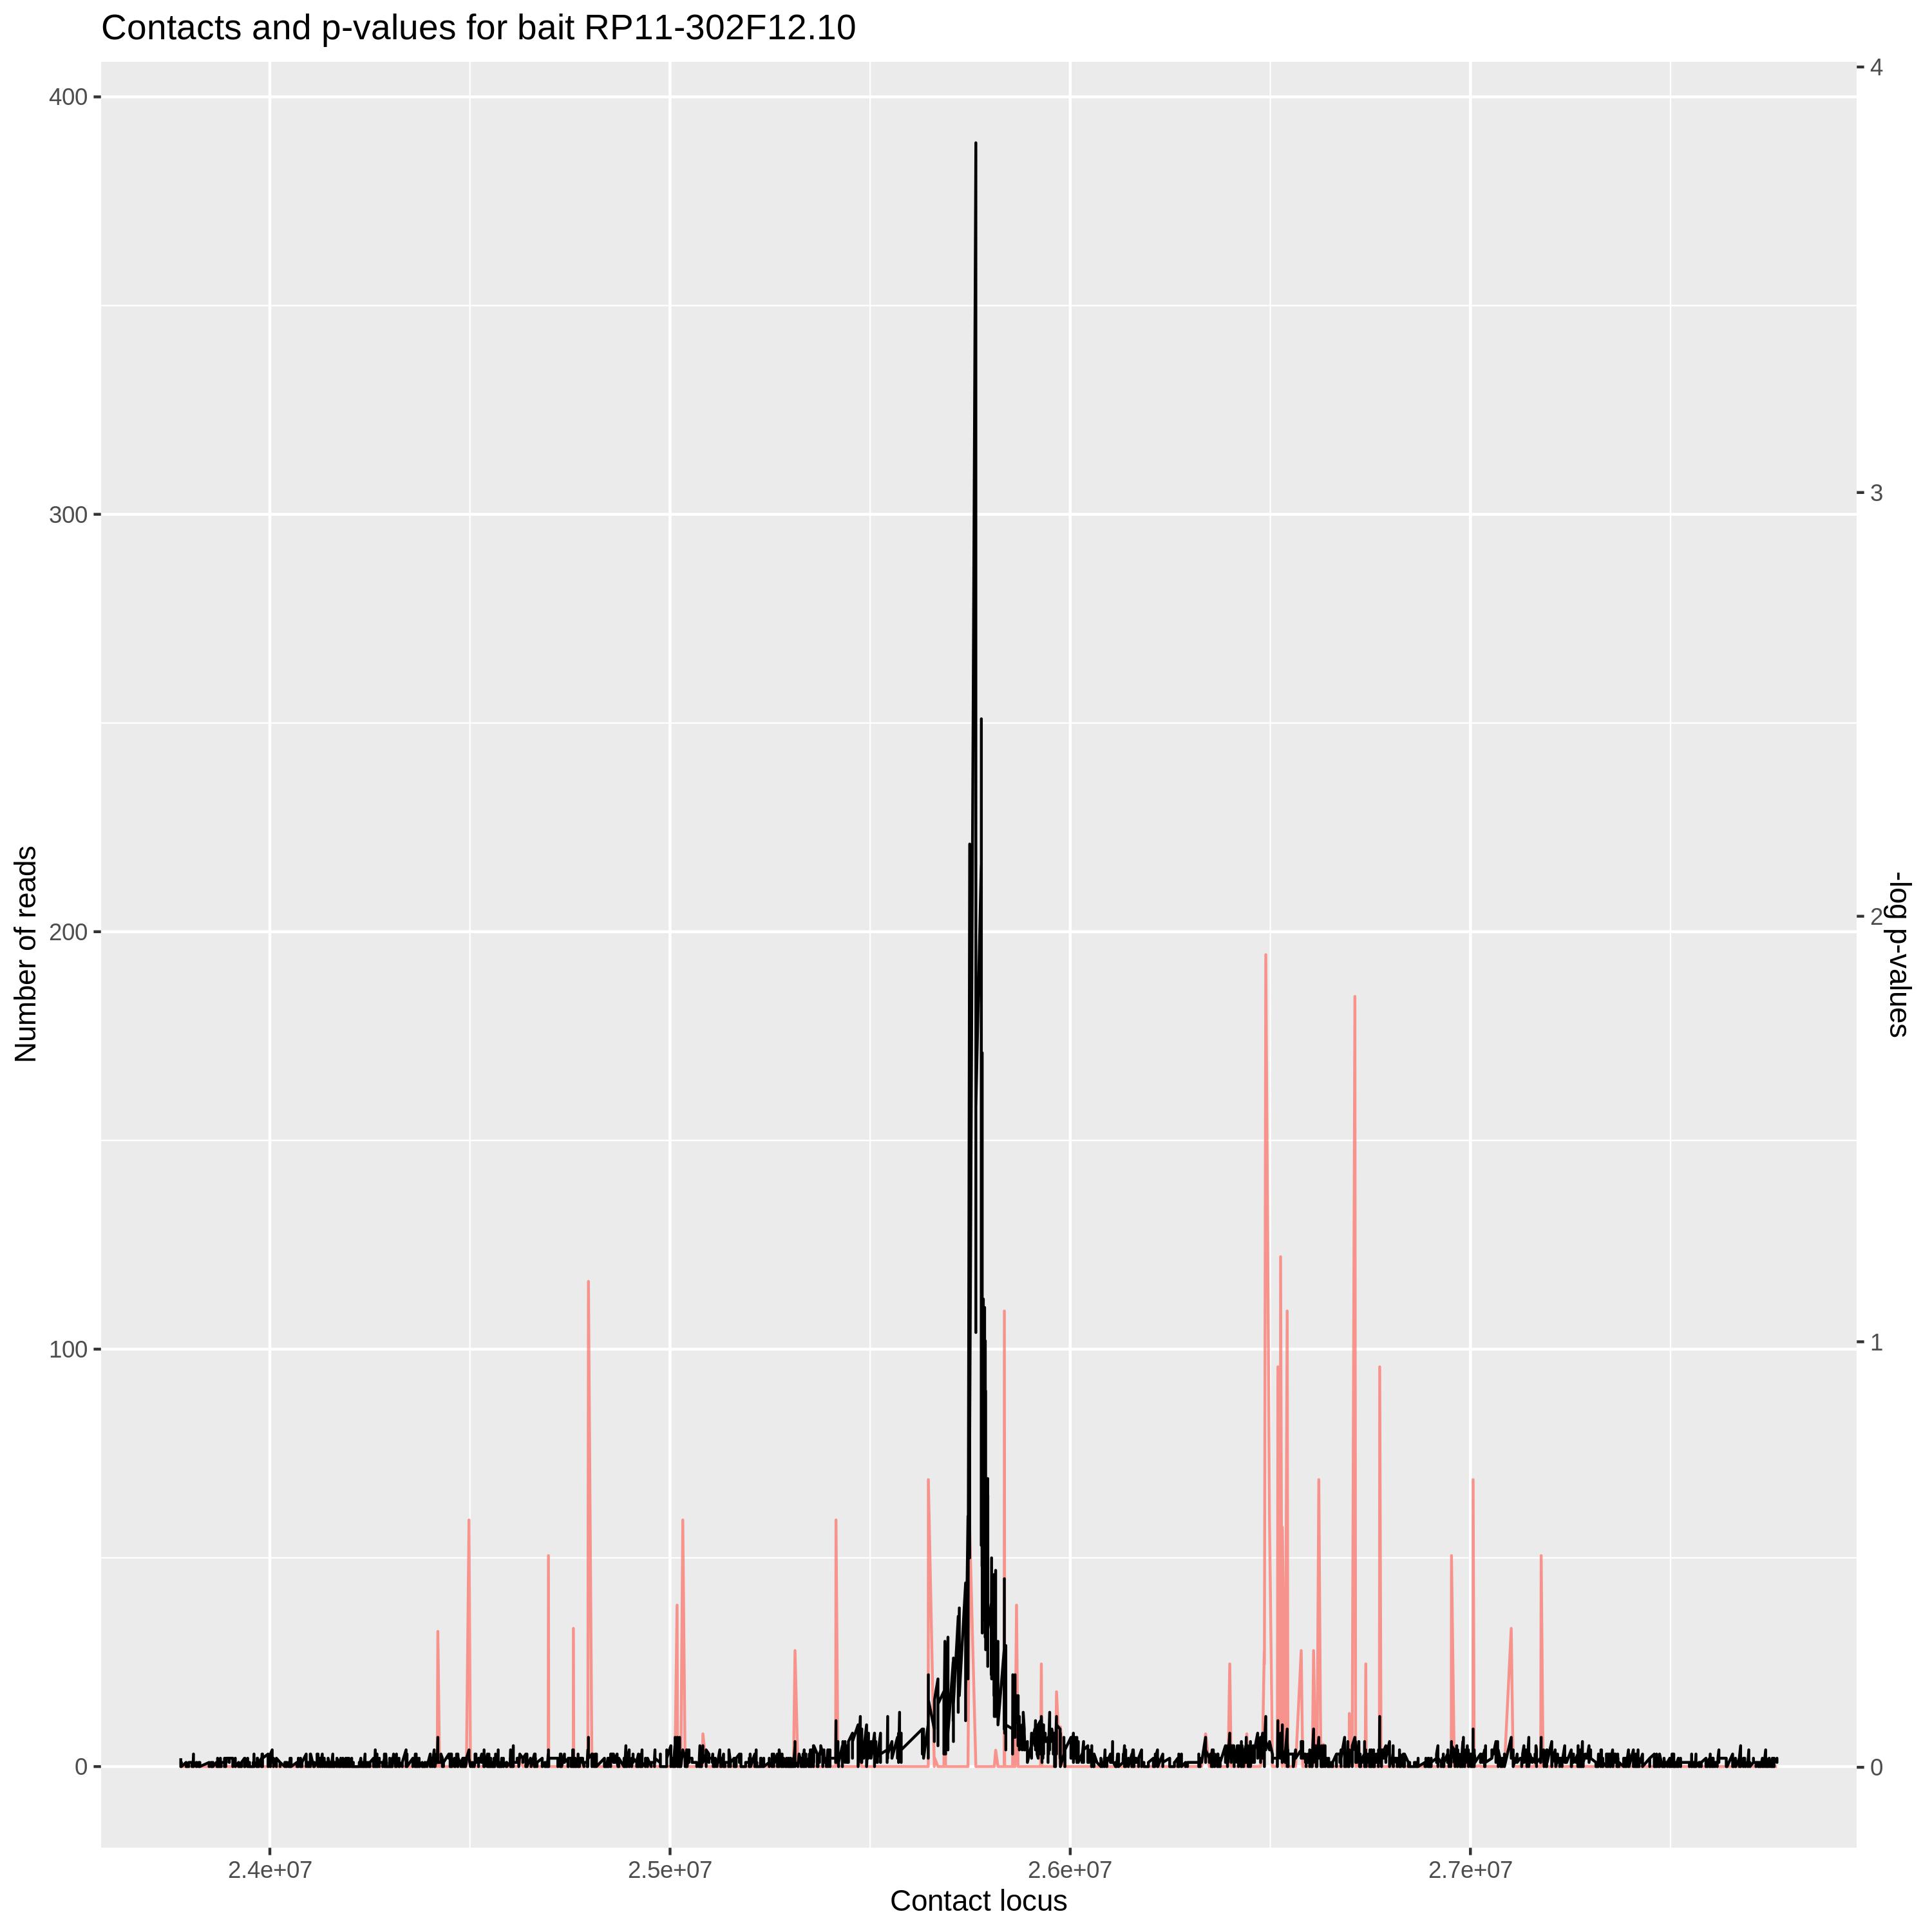 Contacts and p-values for bait RP11-302F12.10
400
300
200
100
0
Number of reads
4
3
2
1
0
-log p-values
2.4e+07
2.5e+07
2.6e+07
2.7e+07
Contact locus